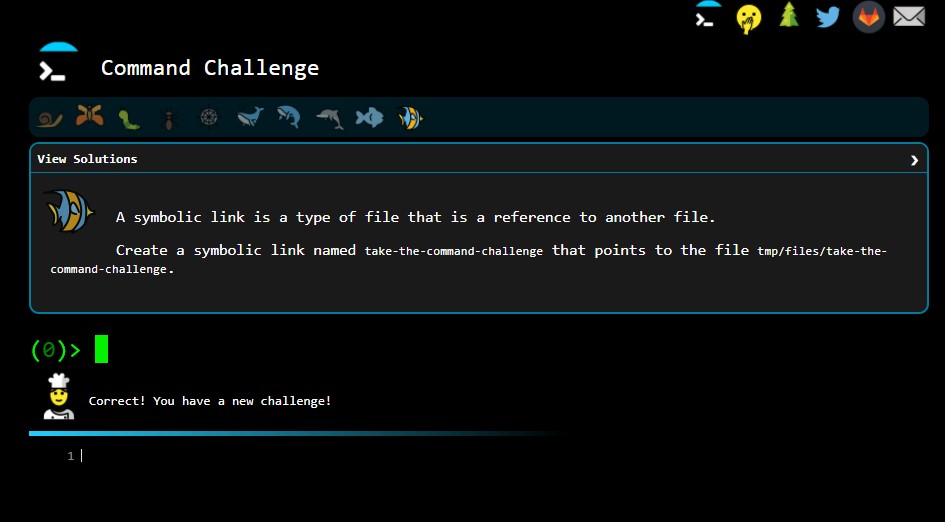 Command Challenge
View Solutions
A symbolic link is a type of file that is a reference to another file.
Create a symbolic link named take-the-command-challenge that points to the file tmp/files/take-the-
command-challenge.
(0)>
Correct! You have a new challenge!
1